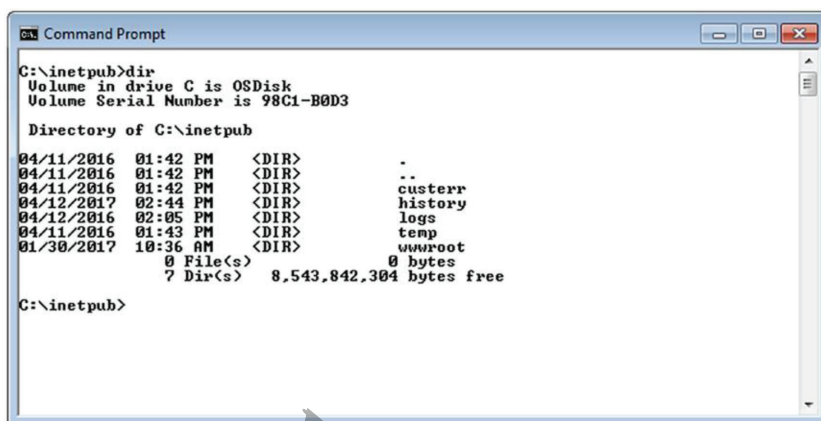 Command Prompt
C:\inetpub>dir
Volume in drive C is OSDisk
Volume Serial Number is 98C1-B0D3
Directory of C:\inetpub
04/11/2016 01:42 PM <DIR> .
04/11/2016 01:42 PM <DIR> ..
04/11/2016 01:42 PM <DIR> custerr
04/12/2017 02:44 PM <DIR> history
04/12/2016 02:05 PM <DIR> logs
04/11/2016 01:43 PM <DIR> temp
01/30/2017 10:36 AM <DIR> wwwroot
0 File(s) 0 bytes
7 Dir(s) 8,543,842,304 bytes free
C:\inetpub>